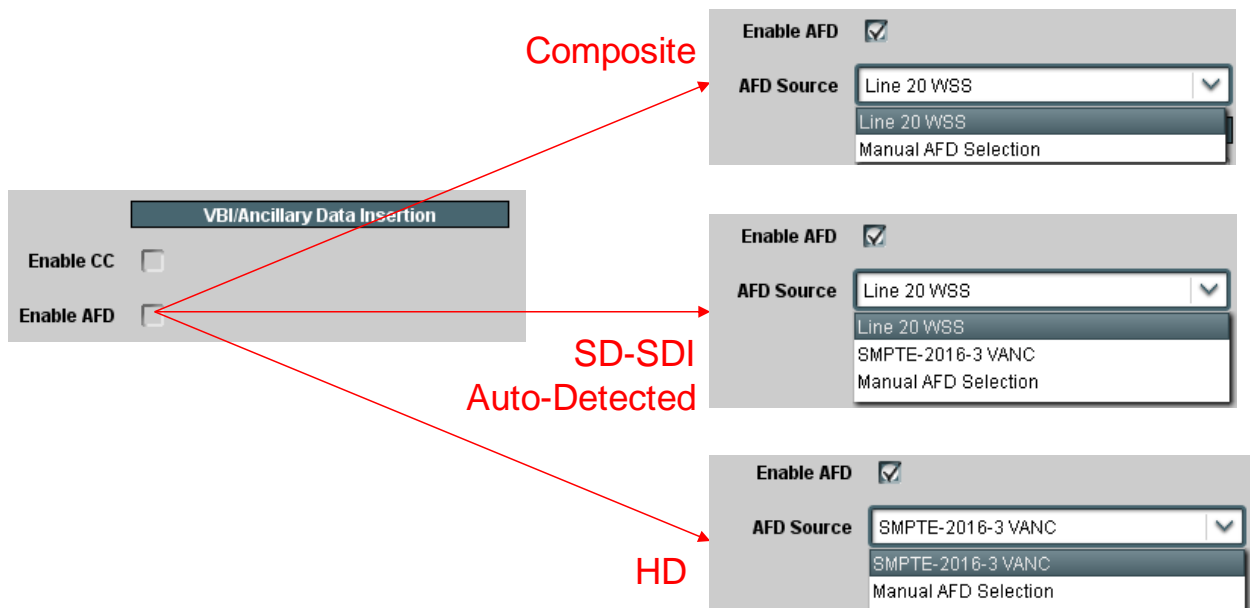 Composite
Enable AFD
AFD Source Line 20 WSS
Line 20 WSS
Manual AFD Selection
VBI/Ancillary Data Insertion
Enable CC
Enable AFD
SD-SDI
Auto-Detected
Enable AFD
AFD Source Line 20 WSS
Line 20 WSS
SMPTE-2016-3 VANC
Manual AFD Selection
HD
Enable AFD
AFD Source SMPTE-2016-3 VANC
SMPTE-2016-3 VANC
Manual AFD Selection